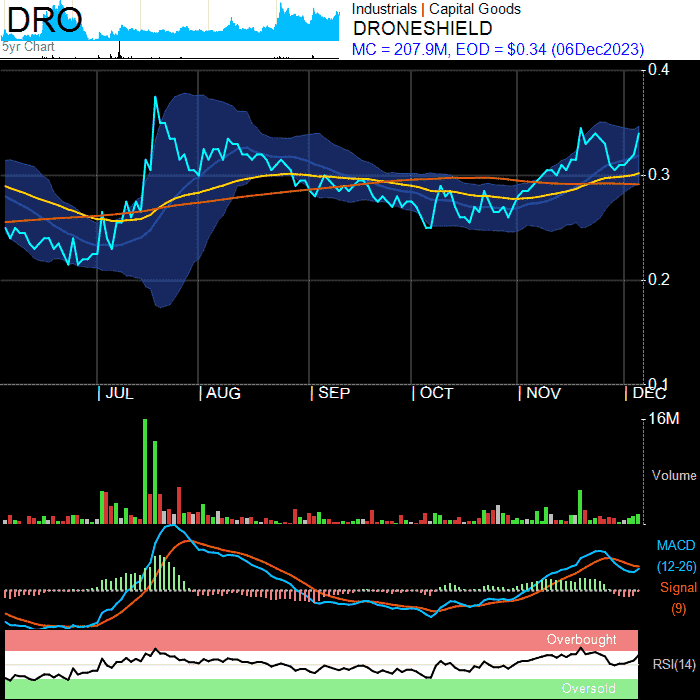 DRO
5yr Chart
Industrials | Capital Goods
DRONESHIELD
MC = 207.9M, EOD = $0.34 (06Dec2023)
0.4
0.3
0.2
0.1
JUL
AUG
SEP
OCT
NOV
DEC
16M
Volume
MACD
(12-26)
Signal
(9)
Overbought
RSI(14)
Oversold